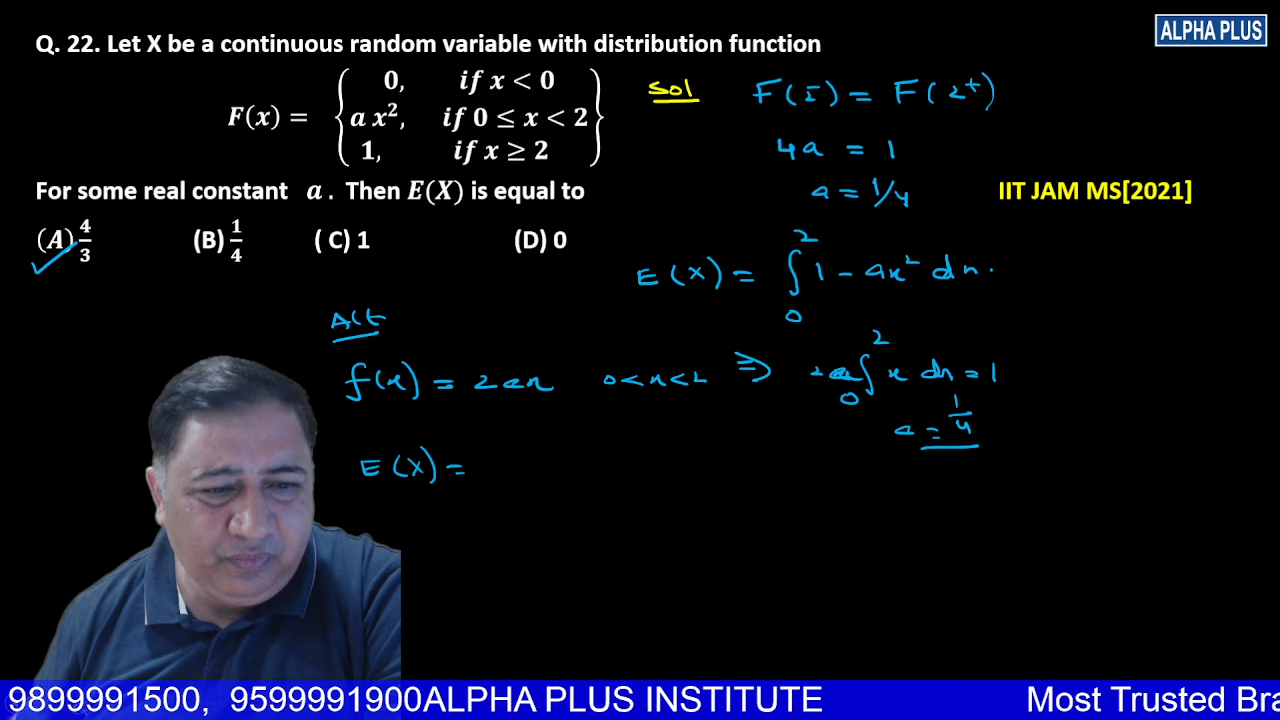 ALPHA PLUS
Q. 22. Let X be a continuous random variable with distribution function
F(x) = { 0, if x < 0
a x², if 0 ≤ x < 2
1, if x ≥ 2 }
For some real constant a . Then E(X) is equal to
(A) 4/3 (B) 1/4 ( C) 1 (D) 0
IIT JAM MS[2021]
Sol F(2⁻) = F(2⁺)
4a = 1
a = 1/4
E(X) = ∫₀² 1 - ax² dx.
Alt
f(x) = 2ax 0<x<2 ⇒ 2a ∫₀² x dx = 1
a = 1/4
E(X) =
9899991500, 9599991900ALPHA PLUS INSTITUTE Most Trusted Bra